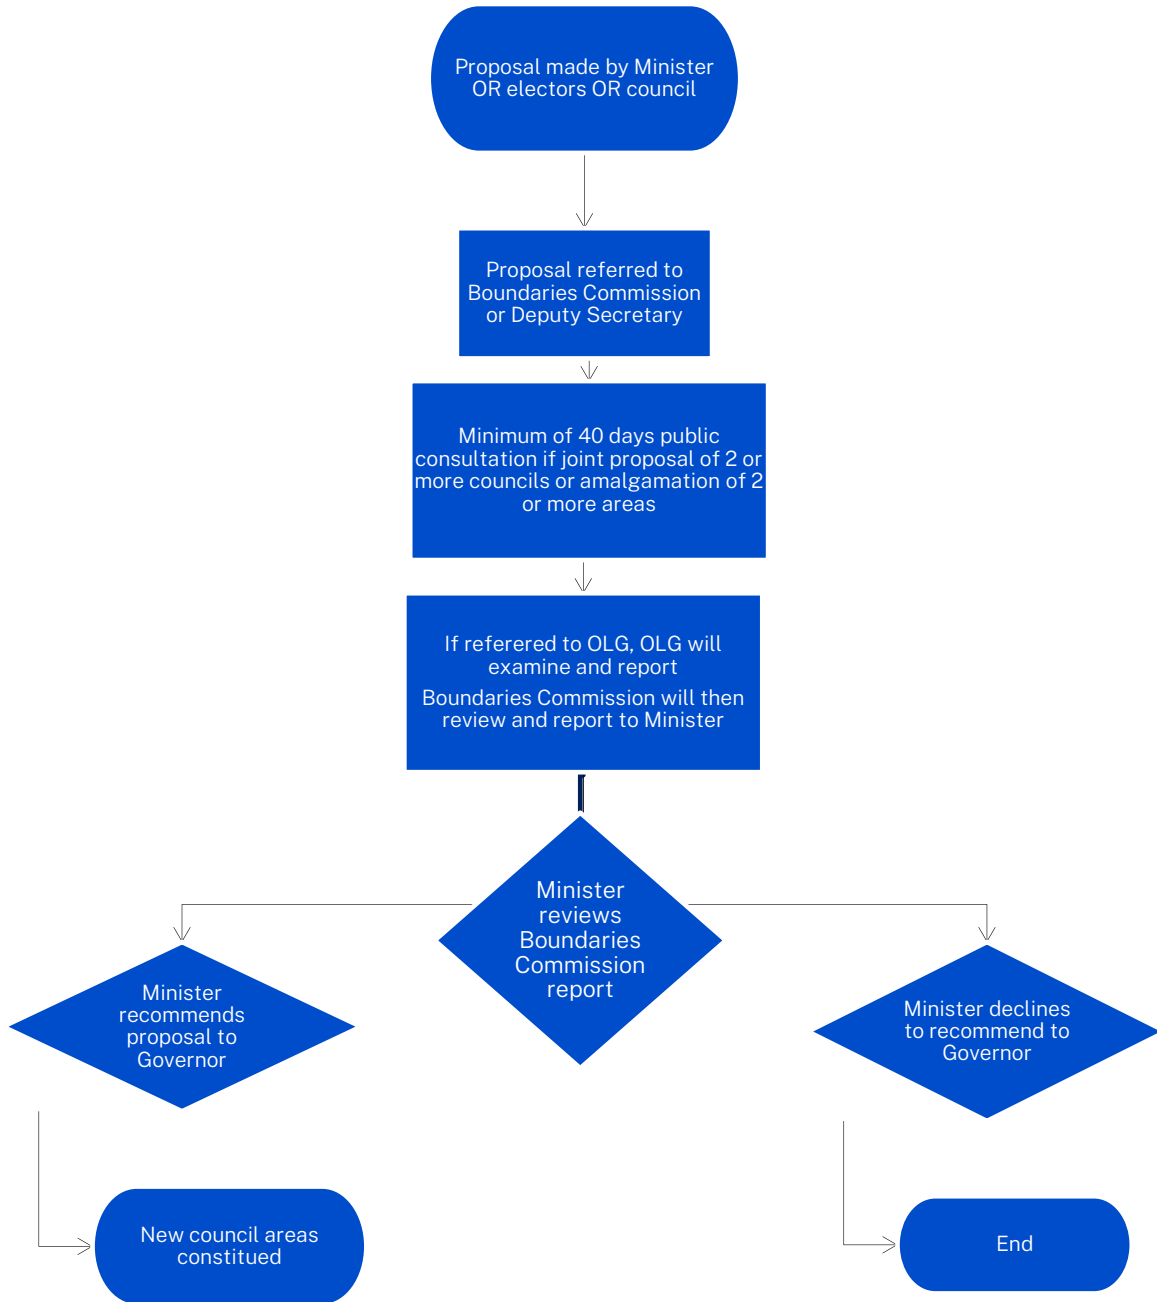 Proposal made by Minister
OR electors OR council
Proposal referred to
Boundaries Commission
or Deputy Secretary
Minimum of 40 days public
consultation if joint proposal of 2 or
more councils or amalgamation of 2
or more areas
If referered to OLG, OLG will
examine and report
Boundaries Commission will then
review and report to Minister
Minister
reviews
Boundaries
Commission
report
Minister
recommends
proposal to
Governor
Minister declines
to recommend to
Governor
New council areas
constitued
End